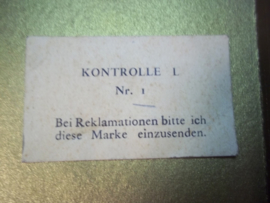 KONTROLLE I.
Nr. 1
Bei Reklamationen bitte ich
diese Marke einzusenden.